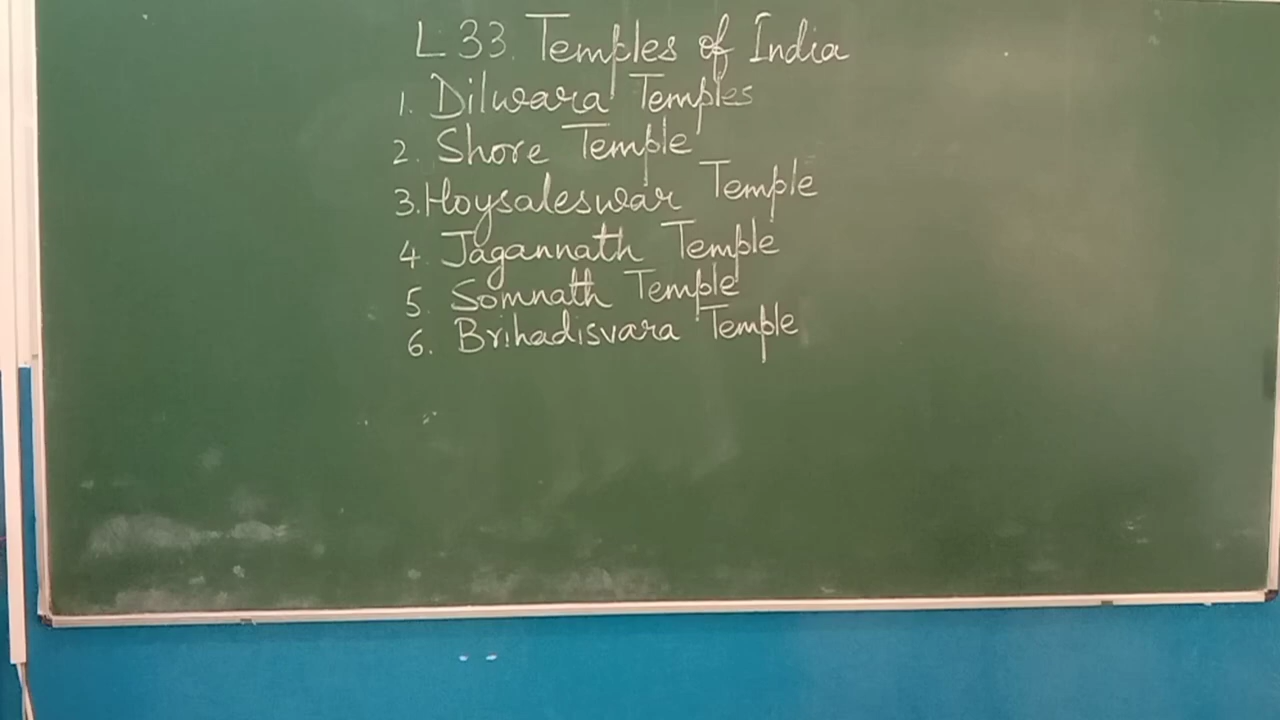 L 33. Temples of India
1. Dilwara Temples
2. Shore Temple
3. Hoysaleswar Temple
4. Jagannath Temple
5. Somnath Temple
6. Brihadisvara Temple